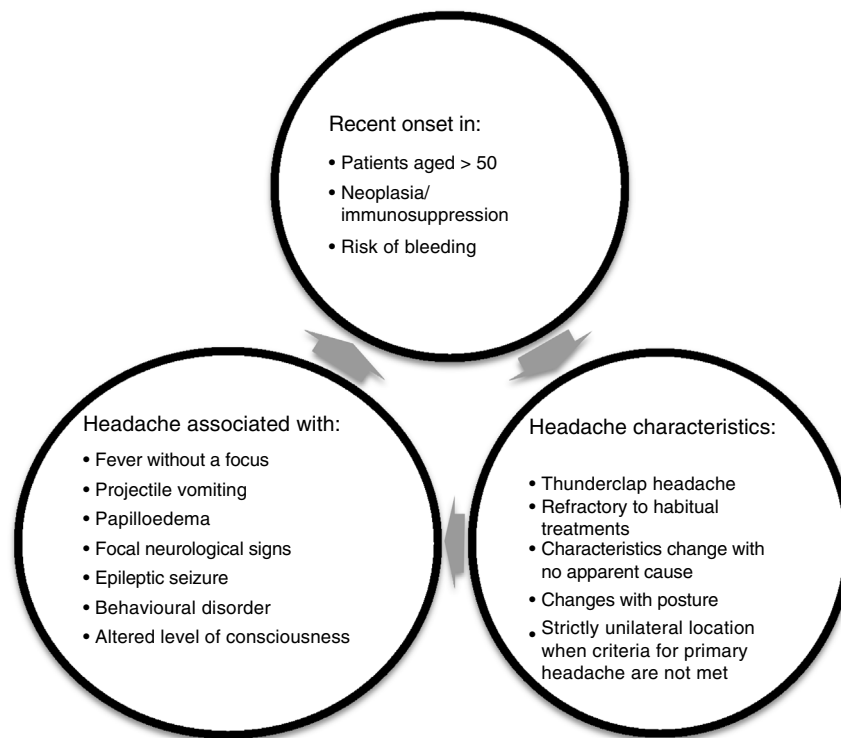 Recent onset in:
• Patients aged > 50
• Neoplasia/
immunosuppression
• Risk of bleeding
Headache associated with:
• Fever without a focus
• Projectile vomiting
• Papilloedema
• Focal neurological signs
• Epileptic seizure
• Behavioural disorder
• Altered level of consciousness
Headache characteristics:
• Thunderclap headache
• Refractory to habitual
treatments
• Characteristics change with
no apparent cause
• Changes with posture
• Strictly unilateral location
when criteria for primary
headache are not met